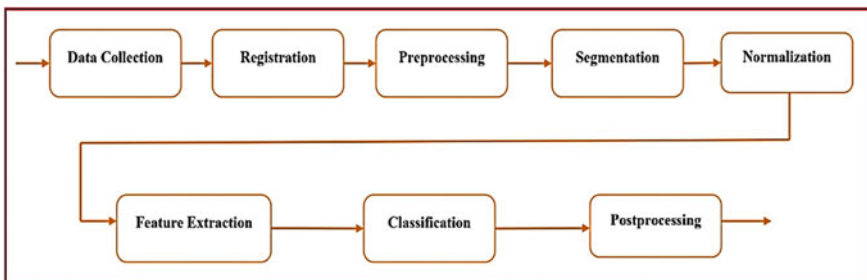 Data Collection
Registration
Preprocessing
Segmentation
Normalization
Feature Extraction
Classification
Postprocessing